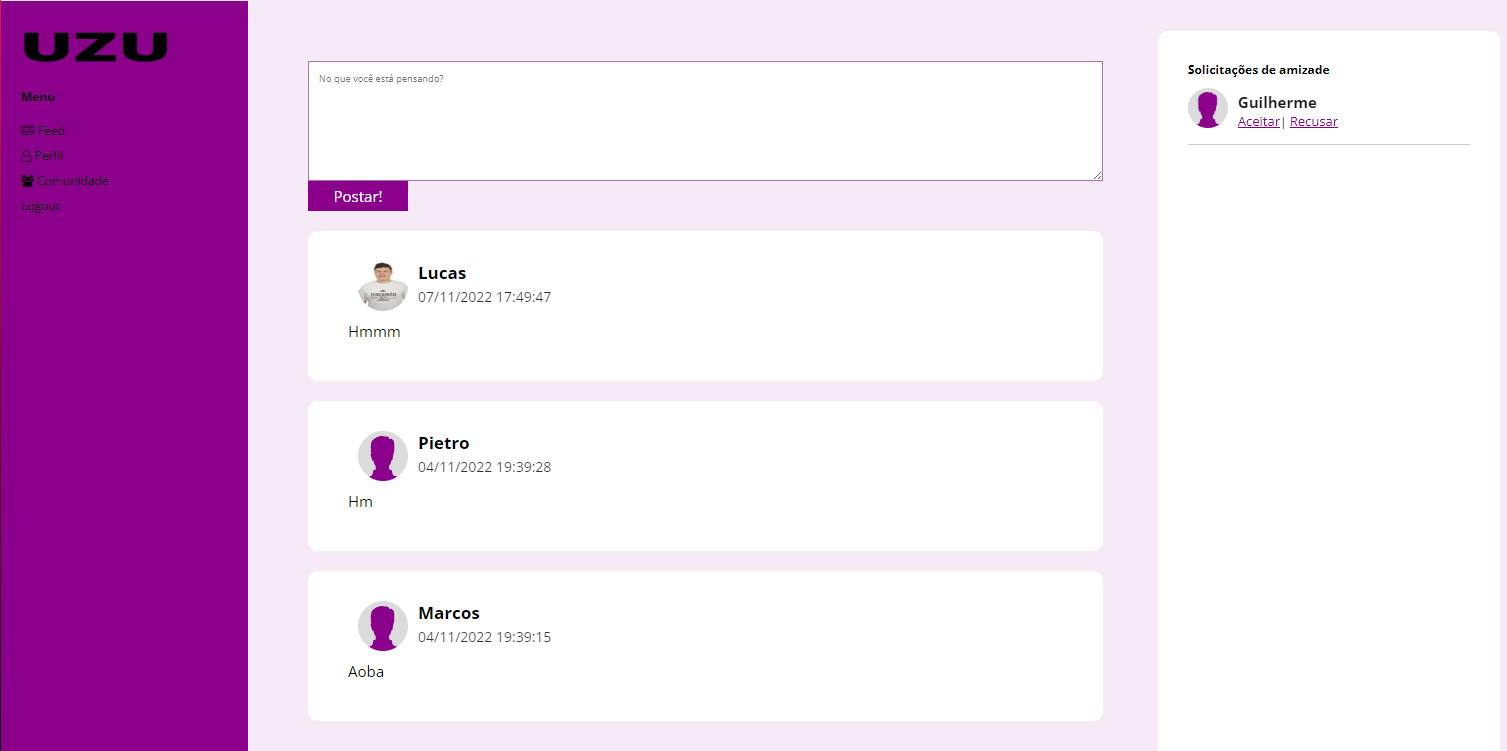 UZU
Menu
Feed
Perfil
Comunidade
Logout
No que você está pensando?
Postar!
Lucas
07/11/2022 17:49:47
Hmmm
Pietro
04/11/2022 19:39:28
Hm
Marcos
04/11/2022 19:39:15
Aoba
Solicitações de amizade
Guilherme
Aceitar| Recusar